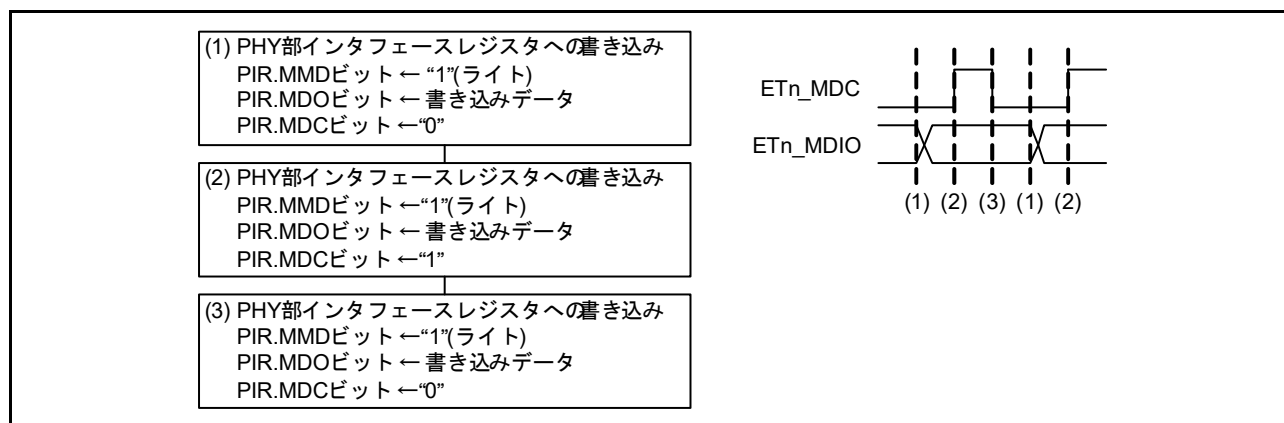 (1) PHY部インタフェースレジスタへの書き込み
PIR.MMDビット ← “1”(ライト)
PIR.MDOビット ← 書き込みデータ
PIR.MDCビット ←“0”
(2) PHY部インタフェースレジスタへの書き込み
PIR.MMDビット ←“1”(ライト)
PIR.MDOビット ← 書き込みデータ
PIR.MDCビット ←“1”
(3) PHY部インタフェースレジスタへの書き込み
PIR.MMDビット ←“1”(ライト)
PIR.MDOビット ← 書き込みデータ
PIR.MDCビット ←“0”
ETn_MDC
ETn_MDIO
(1) (2) (3) (1) (2)